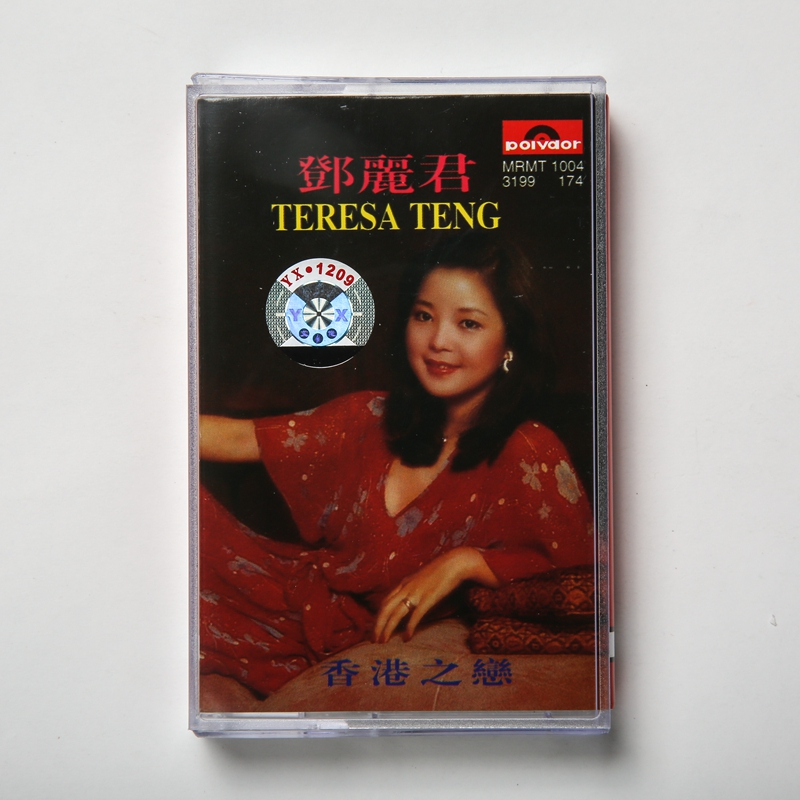 polydor
MRMT 1004
3199 174
鄧麗君
TERESA TENG
YX•1209
Y X
香港之戀